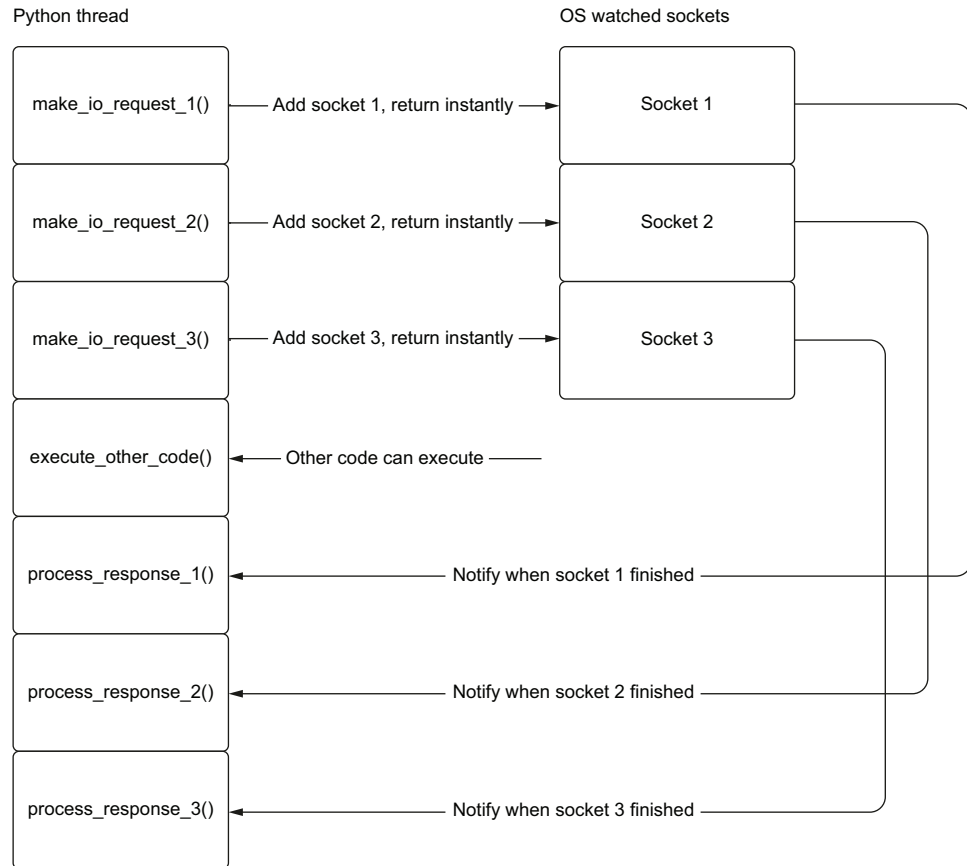 Python thread
OS watched sockets
make_io_request_1()
Add socket 1, return instantly
Socket 1
make_io_request_2()
Add socket 2, return instantly
Socket 2
make_io_request_3()
Add socket 3, return instantly
Socket 3
execute_other_code()
Other code can execute
process_response_1()
Notify when socket 1 finished
process_response_2()
Notify when socket 2 finished
process_response_3()
Notify when socket 3 finished